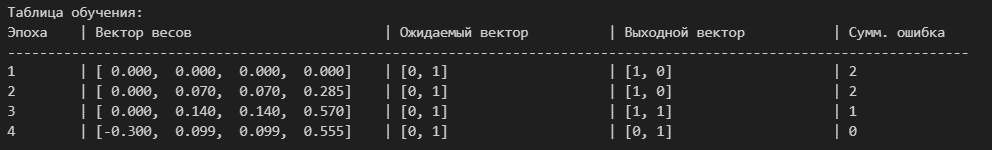 Таблица обучения:
Эпоха | Вектор весов | Ожидаемый вектор | Выходной вектор | Сумм. ошибка
------------------------------------------------------------------------------------------------------------------------
1 | [ 0.000, 0.000, 0.000, 0.000] | [0, 1] | [1, 0] | 2
2 | [ 0.000, 0.070, 0.070, 0.285] | [0, 1] | [1, 0] | 2
3 | [ 0.000, 0.140, 0.140, 0.570] | [0, 1] | [1, 1] | 1
4 | [-0.300, 0.099, 0.099, 0.555] | [0, 1] | [0, 1] | 0